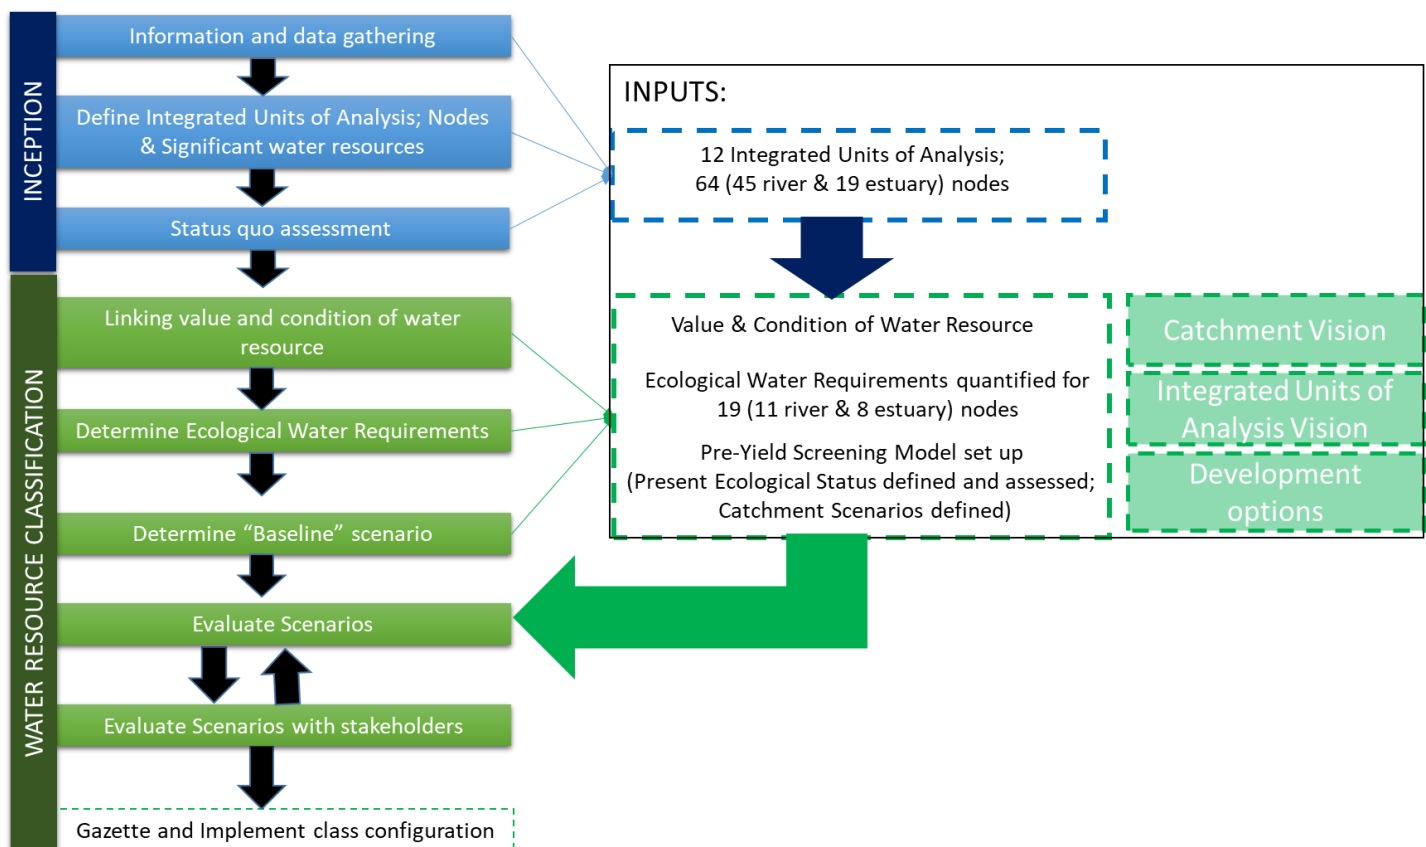 INCEPTION
Information and data gathering
Define Integrated Units of Analysis; Nodes
& Significant water resources
Status quo assessment
WATER RESOURCE CLASSIFICATION
Linking value and condition of water
resource
Determine Ecological Water Requirements
Determine “Baseline” scenario
Evaluate Scenarios
Evaluate Scenarios with stakeholders
Gazette and Implement class configuration
INPUTS:
12 Integrated Units of Analysis;
64 (45 river & 19 estuary) nodes
Value & Condition of Water Resource
Ecological Water Requirements quantified for
19 (11 river & 8 estuary) nodes
Pre-Yield Screening Model set up
(Present Ecological Status defined and assessed;
Catchment Scenarios defined)
Catchment Vision
Integrated Units of
Analysis Vision
Development
options